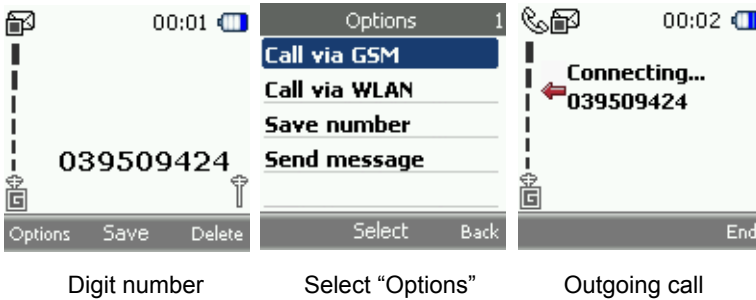 00:01
039509424
G
Options Save Delete
Digit number
Options 1
Call via GSM
Call via WLAN
Save number
Send message
Select Back
Select “Options”
00:02
Connecting...
039509424
G
End
Outgoing call